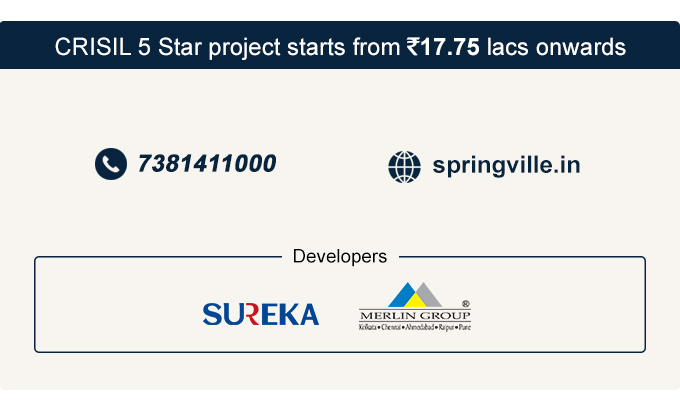 CRISIL 5 Star project starts from ₹17.75 lacs onwards
7381411000
springville.in
Developers
SUREKA
®
MERLIN GROUP
Kolkata • Chennai • Ahmedabad • Raipur • Pune